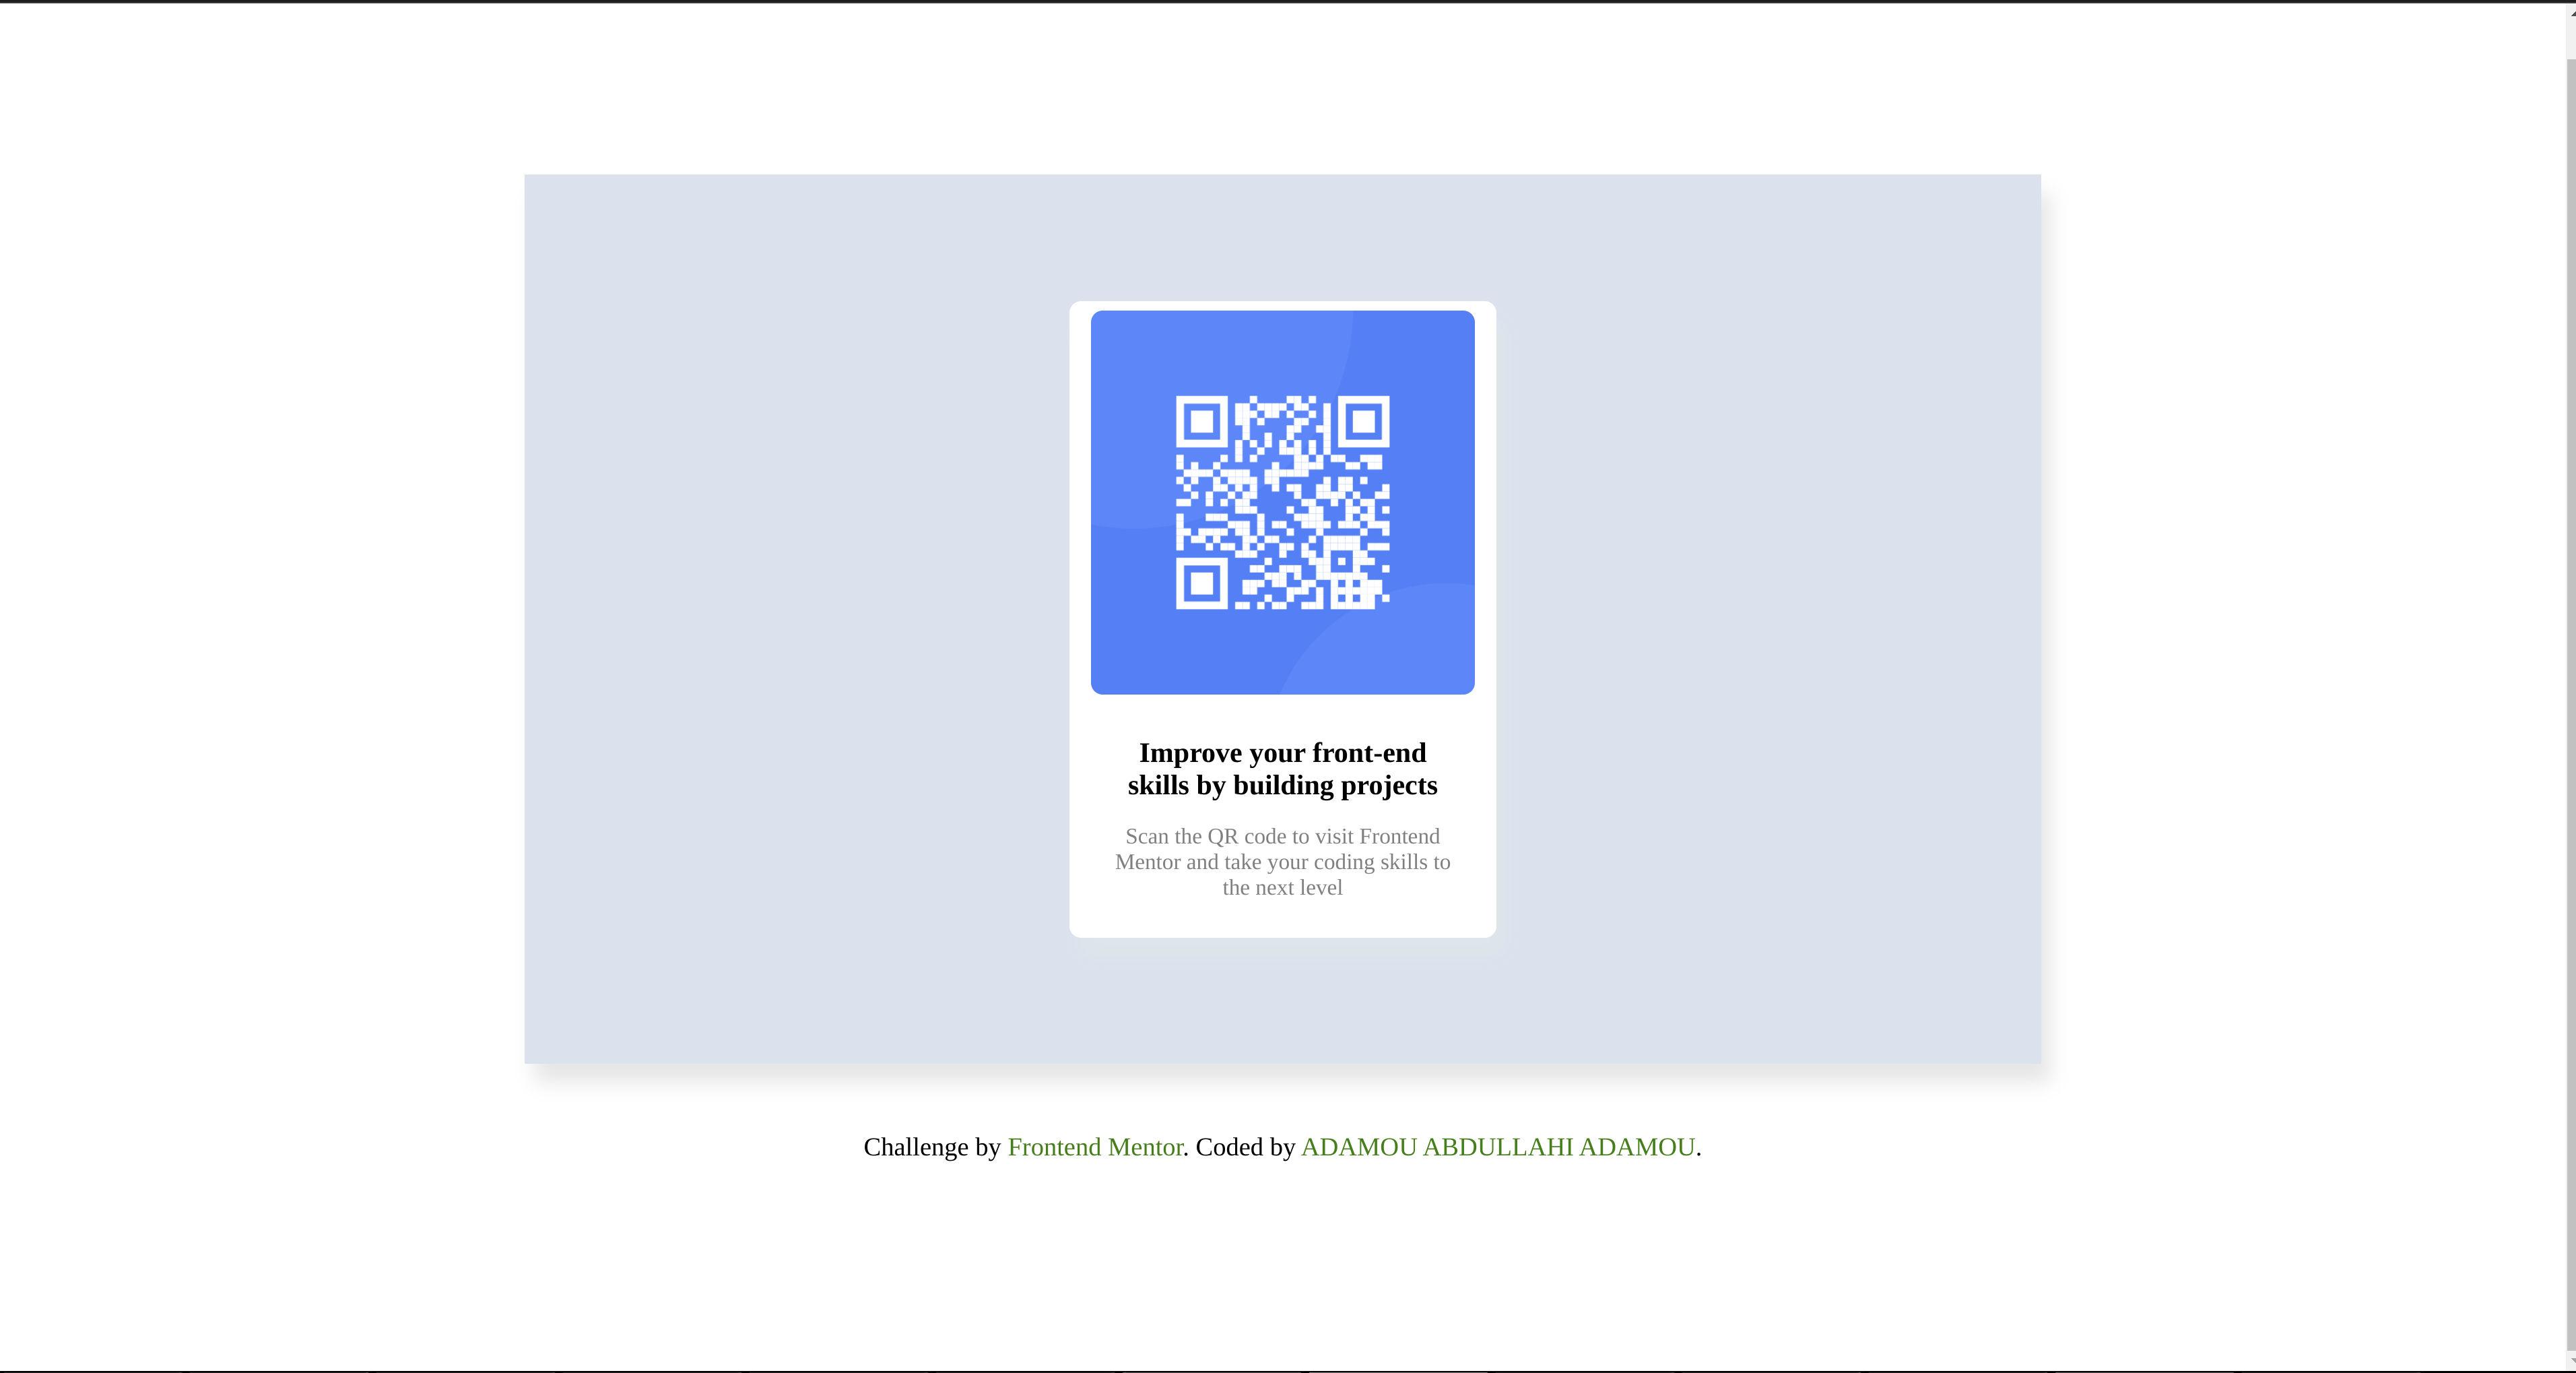 Improve your front-end
skills by building projects
Scan the QR code to visit Frontend
Mentor and take your coding skills to
the next level
Challenge by Frontend Mentor. Coded by ADAMOU ABDULLAHI ADAMOU.